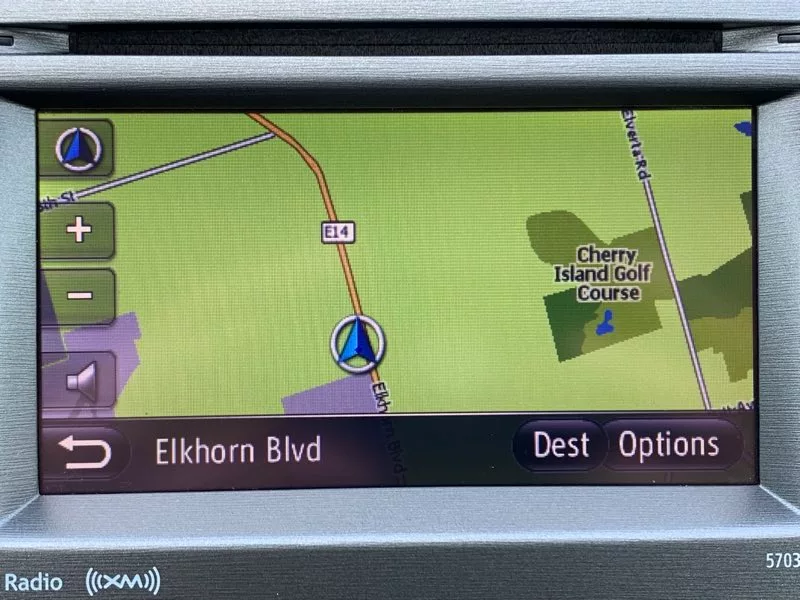 Elverta Rd
E14
Cherry
Island Golf
Course
Elkhorn Blvd
Elkhorn Blvd
Dest
Options
Radio
XM
5703